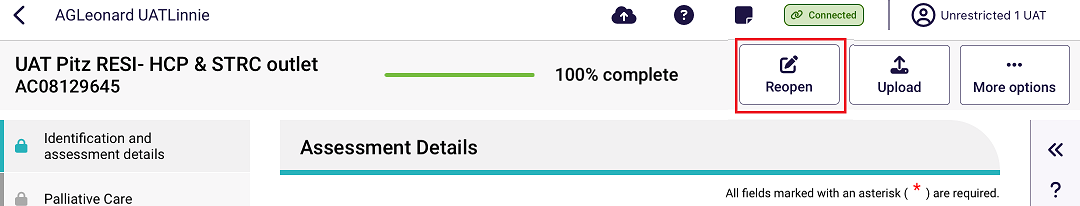 AGLeonard UATLinnie
?
Connected
Unrestricted 1 UAT
UAT Pitz RESI- HCP & STRC outlet
AC08129645
100% complete
Reopen
Upload
More options
Identification and
assessment details
Assessment Details
All fields marked with an asterisk ( * ) are required.
Palliative Care
?